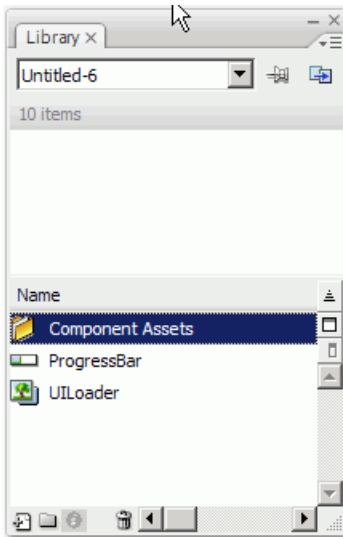 Library
Untitled-6
10 items
Name
Component Assets
ProgressBar
UILoader